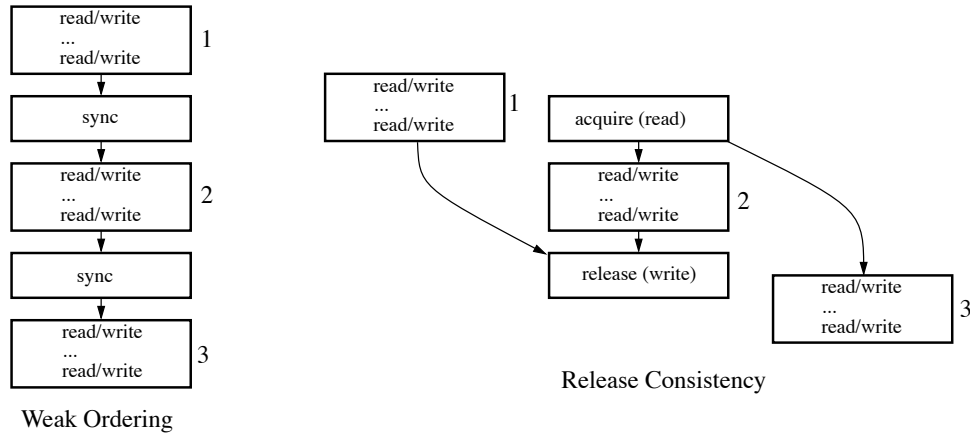 read/write
...
read/write
1
sync
read/write
...
read/write
2
sync
read/write
...
read/write
3
Weak Ordering
read/write
...
read/write
1
acquire (read)
read/write
...
read/write
2
release (write)
read/write
...
read/write
3
Release Consistency